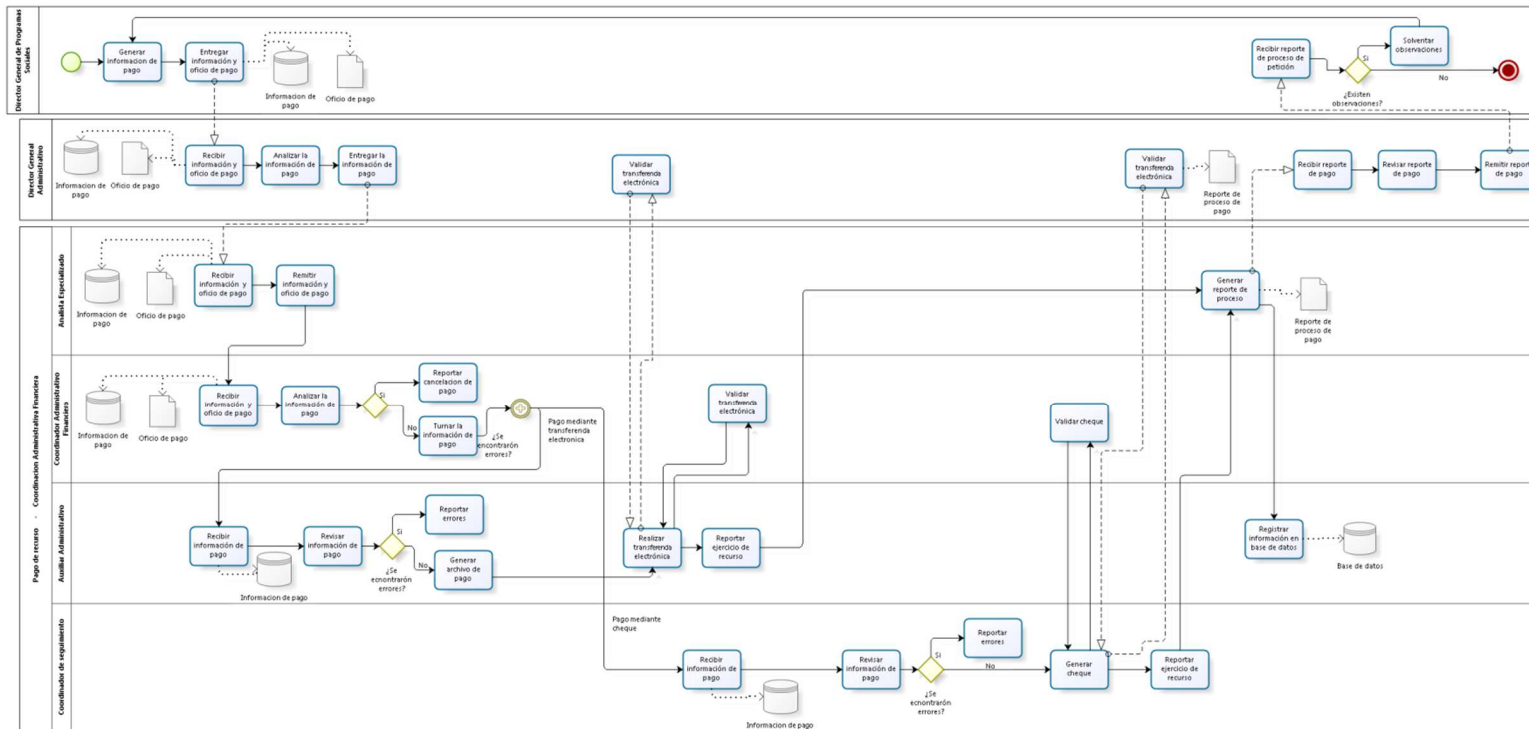 Director General de Programas
Sociales
Generar
informacion de
pago
Entregar
información y
oficio de pago
Informacion de
pago
Oficio de pago
Recibir reporte
de proceso de
petición
Si
¿Existen
observaciones?
Solventar
observaciones
No
Director General
Administrativo
Informacion de
pago
Oficio de pago
Recibir
información y
oficio de pago
Analizar la
información de
pago
Entregar la
información de
pago
Validar
transferenda
electrónica
Validar
transferenda
electrónica
Reporte de
proceso de
pago
Recibir reporte
de pago
Revisar reporte
de pago
Remitir report
de pago
Pago de recurso - Coordinacion Administrativa Financiera
Analista Especializado
Informacion de
pago
Oficio de pago
Recibir
información y
oficio de pago
Remitir
información y
oficio de pago
Generar
reporte de
proceso
Reporte de
proceso de
pago
Coordinador Administrativo
Financiero
Informacion de
pago
Oficio de pago
Recibir
información y
oficio de pago
Analizar la
información de
pago
Si
No
Reportar
cancelacion de
pago
Turnar la
información de
pago
¿Se
encontrarón
errores?
Pago mediante
transferenda
electronica
Validar
transferenda
electrónica
Validar cheque
Auxiliar Administrativo
Recibir
información de
pago
Informacion de pago
Revisar
información de
pago
Si
No
¿Se
ecnontrarón
errores?
Reportar
errores
Generar
archivo de
pago
Realizar
transferenda
electrónica
Reportar
ejercicio de
recurso
Registrar
información en
base de datos
Base de datos
Coordinador de seguimiento
Pago mediante
cheque
Recibir
información de
pago
Informacion de pago
Revisar
información de
pago
Si
No
¿Se
ecnontrarón
errores?
Reportar
errores
Generar
cheque
Reportar
ejercicio de
recurso